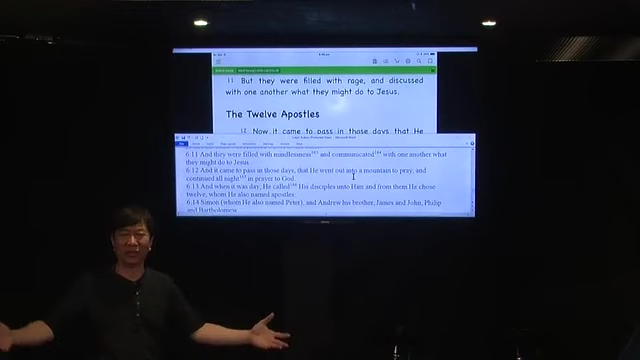 11 But they were filled with rage, and discussed
with one another what they might do to Jesus.
The Twelve Apostles
12 Now it came to pass in those days that He
6:11 And they were filled with mindlessness and communicated with one another what
they might do to Jesus
6:12 And it came to pass in those days, that He went out into a mountain to pray, and
continued all night in prayer to God.
6:13 And when it was day, He called His disciples unto Him and from them He chose
twelve, whom He also named apostles.
6:14 Simon (whom He also named Peter), and Andrew his brother, James and John, Philip
and Bartholomew